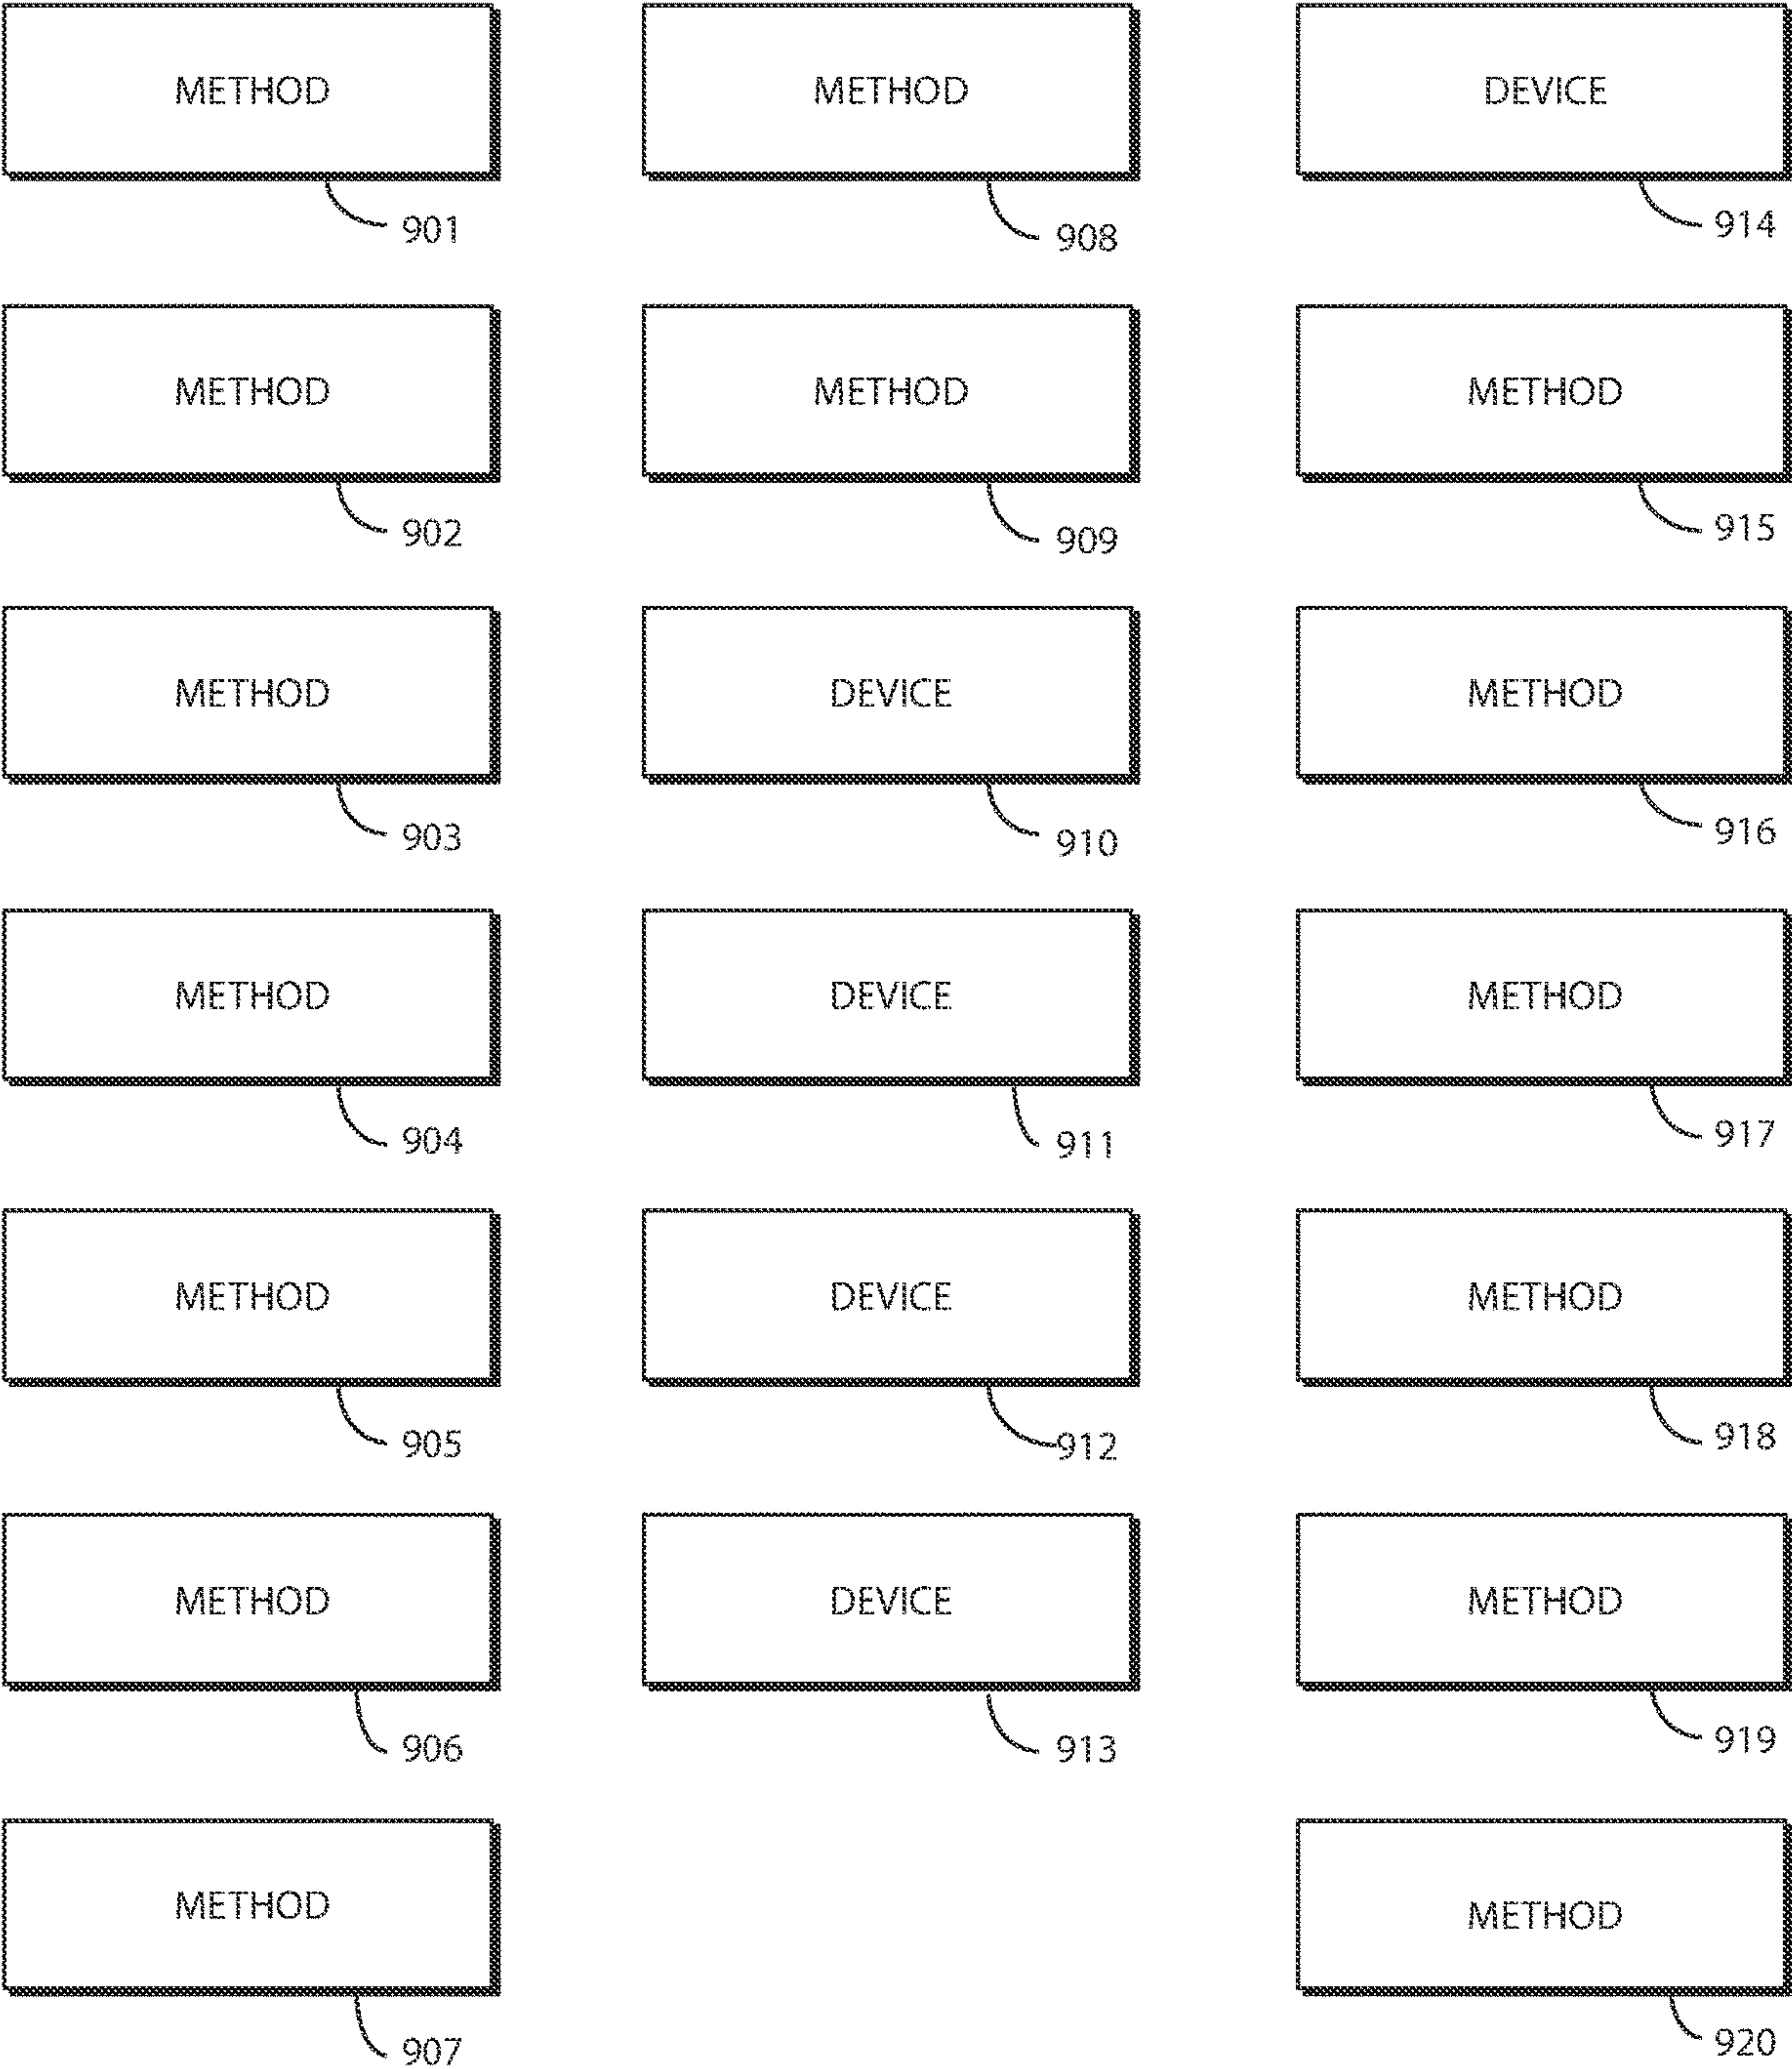 METHOD
901
METHOD
902
METHOD
903
METHOD
904
METHOD
905
METHOD
906
METHOD
907
METHOD
908
METHOD
909
DEVICE
910
DEVICE
911
DEVICE
912
DEVICE
913
DEVICE
914
METHOD
915
METHOD
916
METHOD
917
METHOD
918
METHOD
919
METHOD
920